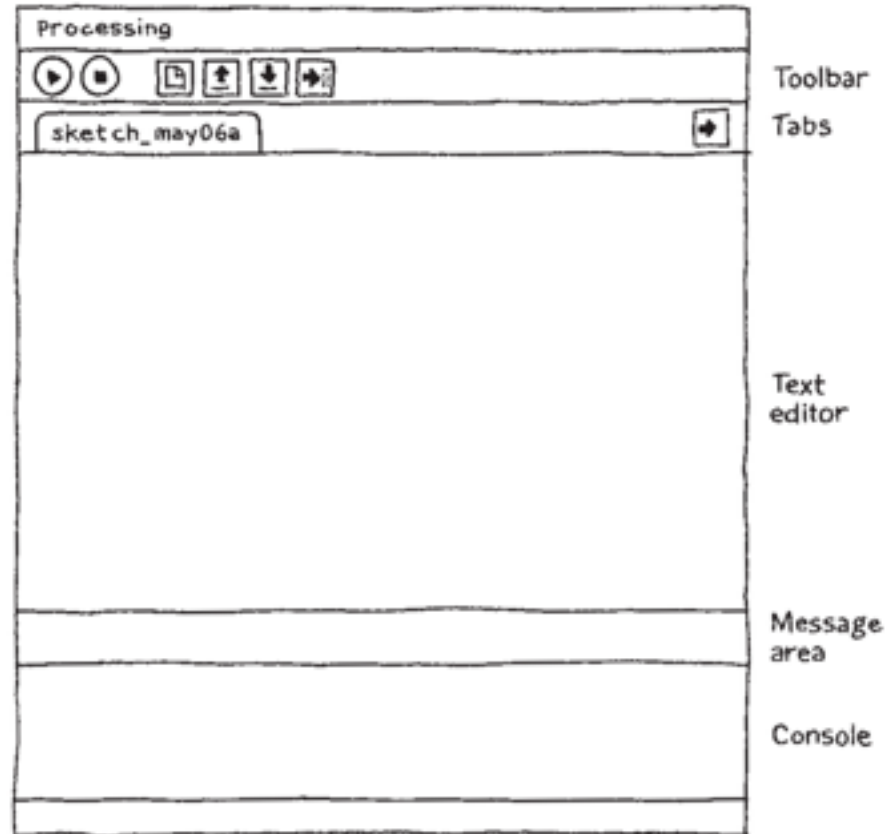 Processing
Toolbar
sketch_may06a
Tabs
Text
editor
Message
area
Console